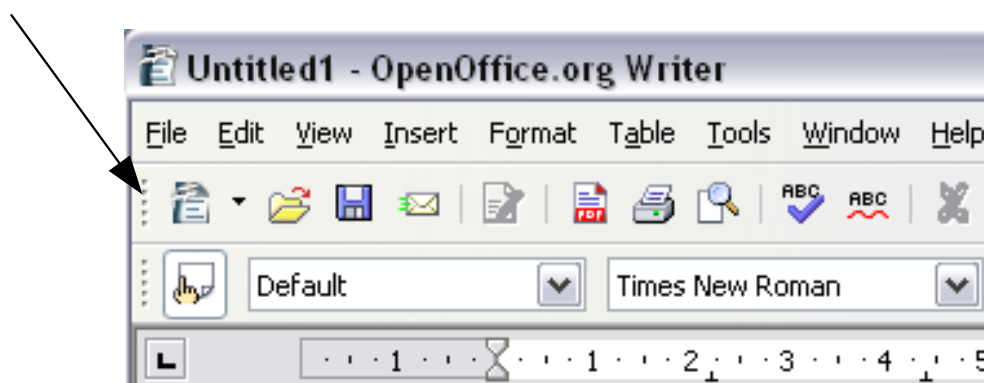 Untitled1 - OpenOffice.org Writer
File Edit View Insert Format Table Tools Window Help
PDF ABC ABC
Default Times New Roman
1 1 2 3 4 5